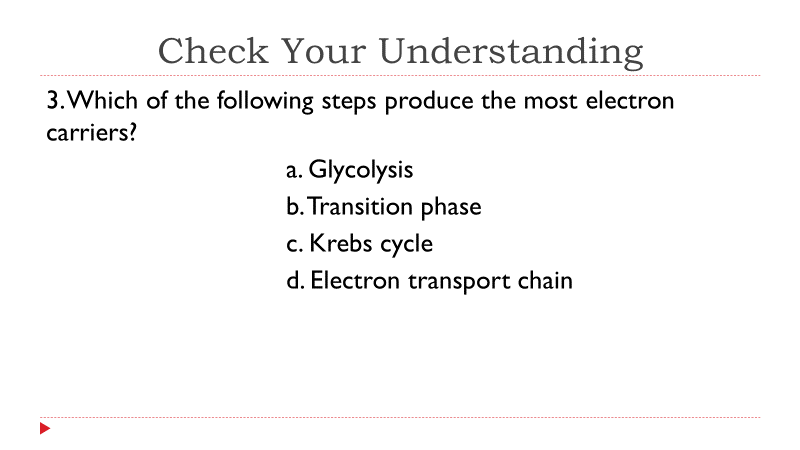 Check Your Understanding
3. Which of the following steps produce the most electron
carriers?
a. Glycolysis
b. Transition phase
c. Krebs cycle
d. Electron transport chain